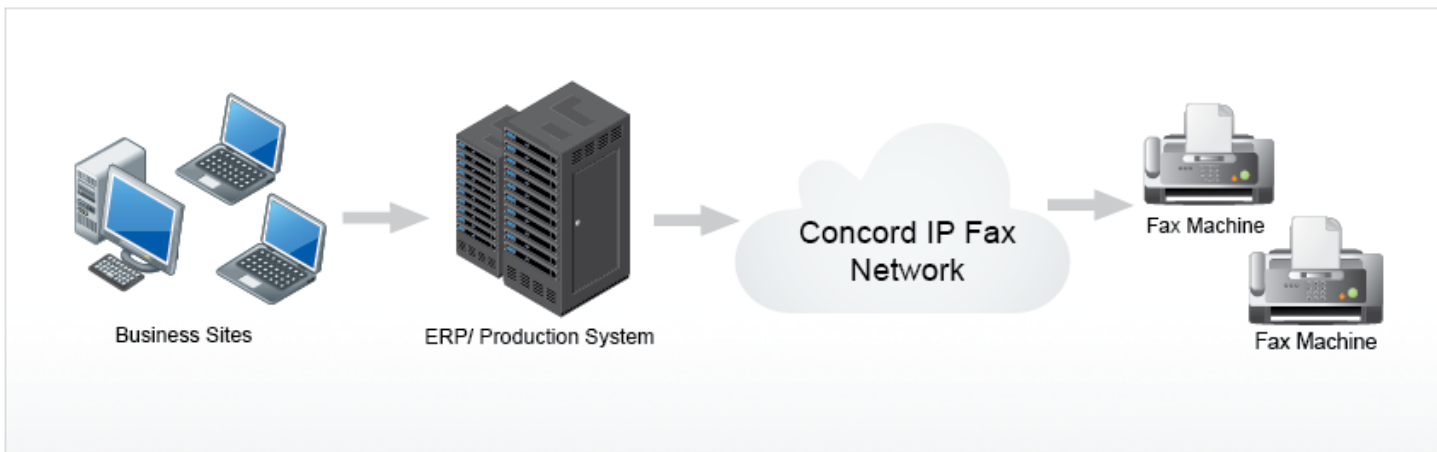 Business Sites
ERP/ Production System
Concord IP Fax
Network
Fax Machine
Fax Machine